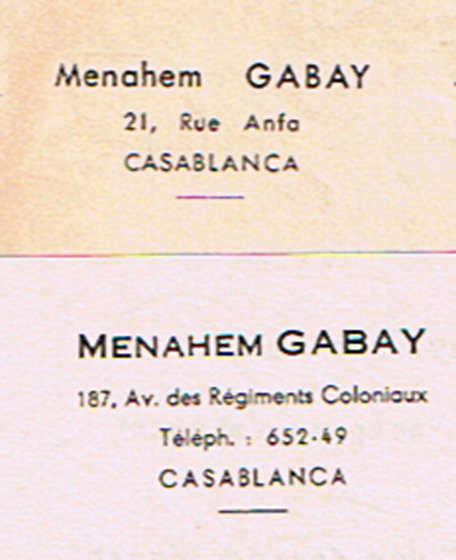 Menahem GABAY
21, Rue Anfa
CASABLANCA
MENAHEM GABAY
187, Av. des Régiments Coloniaux
Téléph. : 652-49
CASABLANCA